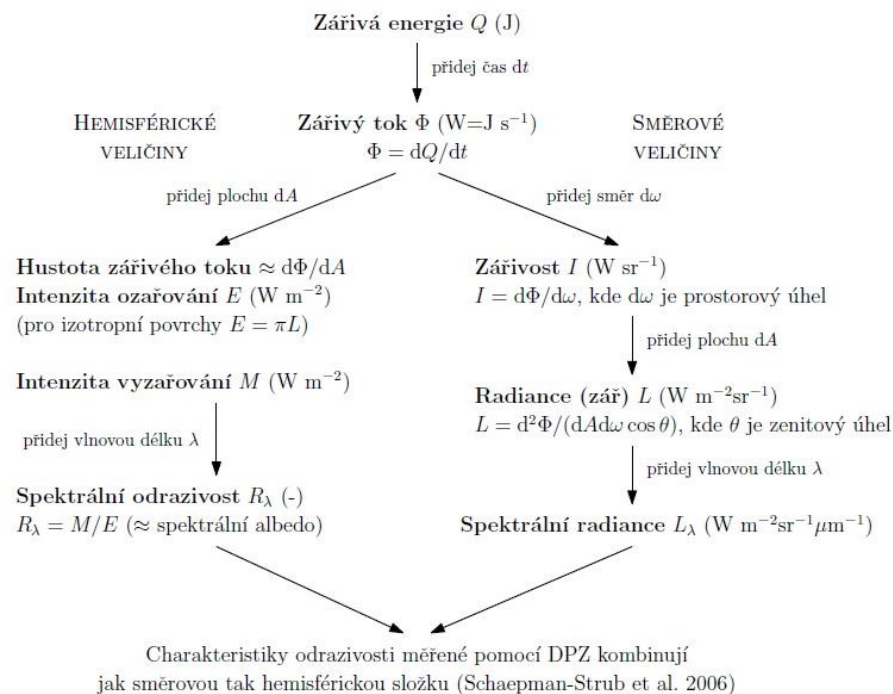 Zářivá energie Q (J)
přidej čas dt
HEMISFÉRICKÉ
VELIČINY
Zářivý tok Φ (W=J s⁻¹)
Φ = dQ/dt
SMĚROVÉ
VELIČINY
přidej plochu dA
přidej směr dω
Hustota zářivého toku ≈ dΦ/dA
Intenzita ozařování E (W m⁻²)
(pro izotropní povrchy E = πL)
Intenzita vyzařování M (W m⁻²)
přidej vlnovou délku λ
Spektrální odrazivost Rλ (-)
Rλ = M/E (≈ spektrální albedo)
Zářivost I (W sr⁻¹)
I = dΦ/dω, kde dω je prostorový úhel
přidej plochu dA
Radiance (zář) L (W m⁻²sr⁻¹)
L = d²Φ/(dAdω cos θ), kde θ je zenitový úhel
přidej vlnovou délku λ
Spektrální radiance Lλ (W m⁻²sr⁻¹μm⁻¹)
Charakteristiky odrazivosti měřené pomocí DPZ kombinují
jak směrovou tak hemisférickou složku (Schaepman-Strub et al. 2006)